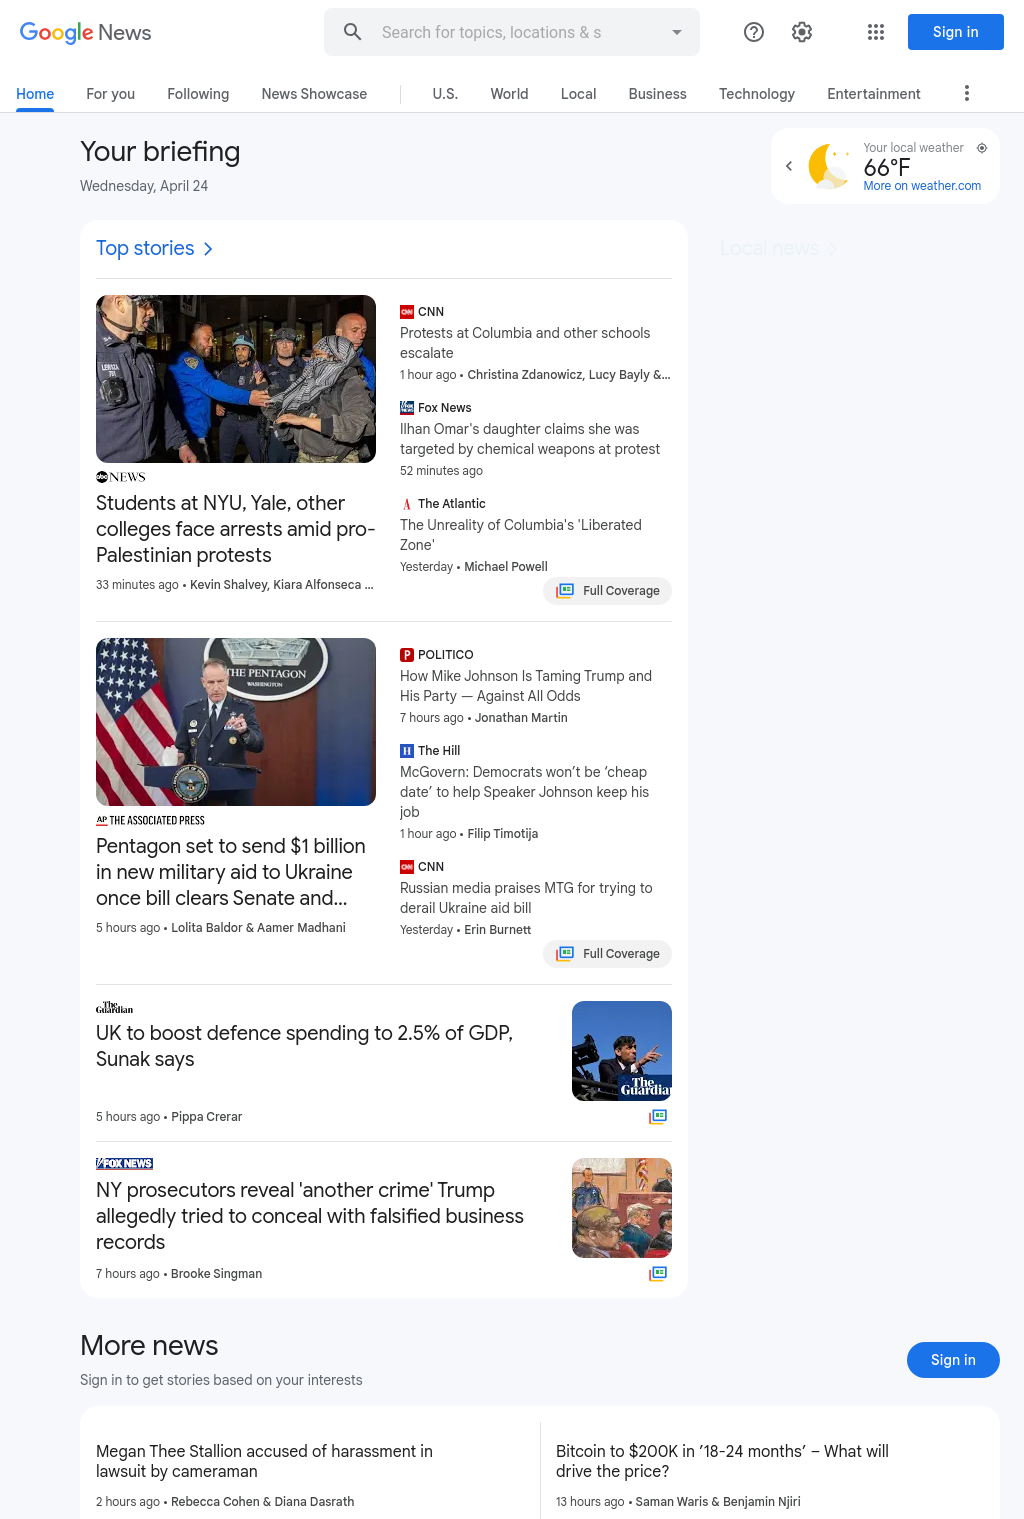 Google News
Search for topics, locations & s
Sign in
Home
For you
Following
News Showcase
U.S.
World
Local
Business
Technology
Entertainment
Your briefing
Wednesday, April 24
Your local weather
66°F
More on weather.com
Top stories
Local news
abc NEWS
Students at NYU, Yale, other
colleges face arrests amid pro-
Palestinian protests
33 minutes ago • Kevin Shalvey, Kiara Alfonseca ...
CNN
Protests at Columbia and other schools
escalate
1 hour ago • Christina Zdanowicz, Lucy Bayly &...
Fox News
Ilhan Omar's daughter claims she was
targeted by chemical weapons at protest
52 minutes ago
The Atlantic
The Unreality of Columbia's 'Liberated
Zone'
Yesterday • Michael Powell
Full Coverage
THE PENTAGON
WASHINGTON
AP THE ASSOCIATED PRESS
Pentagon set to send $1 billion
in new military aid to Ukraine
once bill clears Senate and...
5 hours ago • Lolita Baldor & Aamer Madhani
POLITICO
How Mike Johnson Is Taming Trump and
His Party — Against All Odds
7 hours ago • Jonathan Martin
The Hill
McGovern: Democrats won’t be ‘cheap
date’ to help Speaker Johnson keep his
job
1 hour ago • Filip Timotija
CNN
Russian media praises MTG for trying to
derail Ukraine aid bill
Yesterday • Erin Burnett
Full Coverage
The
Guardian
UK to boost defence spending to 2.5% of GDP,
Sunak says
5 hours ago • Pippa Crerar
The
Guardian
FOX NEWS
NY prosecutors reveal 'another crime' Trump
allegedly tried to conceal with falsified business
records
7 hours ago • Brooke Singman
More news
Sign in to get stories based on your interests
Sign in
Megan Thee Stallion accused of harassment in
lawsuit by cameraman
2 hours ago • Rebecca Cohen & Diana Dasrath
Bitcoin to $200K in ’18-24 months’ – What will
drive the price?
13 hours ago • Saman Waris & Benjamin Njiri